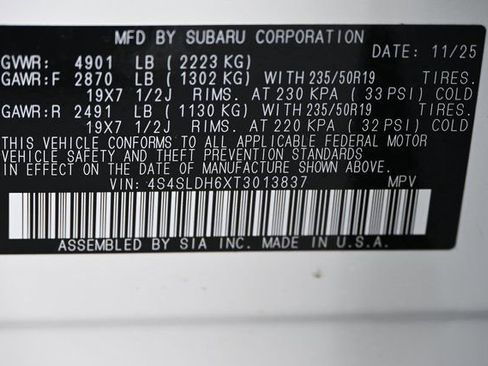 MFD BY SUBARU CORPORATION
DATE: 11/25
GVWR: 4901 LB (2223 KG)
GAWR:F 2870 LB (1302 KG) WITH 235/50R19 TIRES.
19X7 1/2J RIMS. AT 230 KPA (33 PSI) COLD
GAWR:R 2491 LB (1130 KG) WITH 235/50R19 TIRES.
19X7 1/2J RIMS. AT 220 KPA (32 PSI) COLD
THIS VEHICLE CONFORMS TO ALL APPLICABLE FEDERAL MOTOR
VEHICLE SAFETY AND THEFT PREVENTION STANDARDS
IN EFFECT ON THE DATE OF MANUFACTURE SHOWN ABOVE.
VIN: 4S4SLDH6XT3013837 MPV
ASSEMBLED BY SIA INC. MADE IN U.S.A.